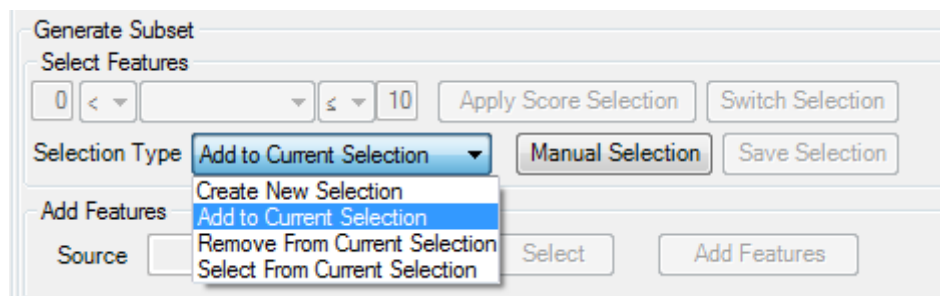 Generate Subset
Select Features
0 < ≤ 10 Apply Score Selection Switch Selection
Selection Type Add to Current Selection Manual Selection Save Selection
Create New Selection
Add to Current Selection
Remove From Current Selection
Select From Current Selection
Add Features
Source Select Add Features